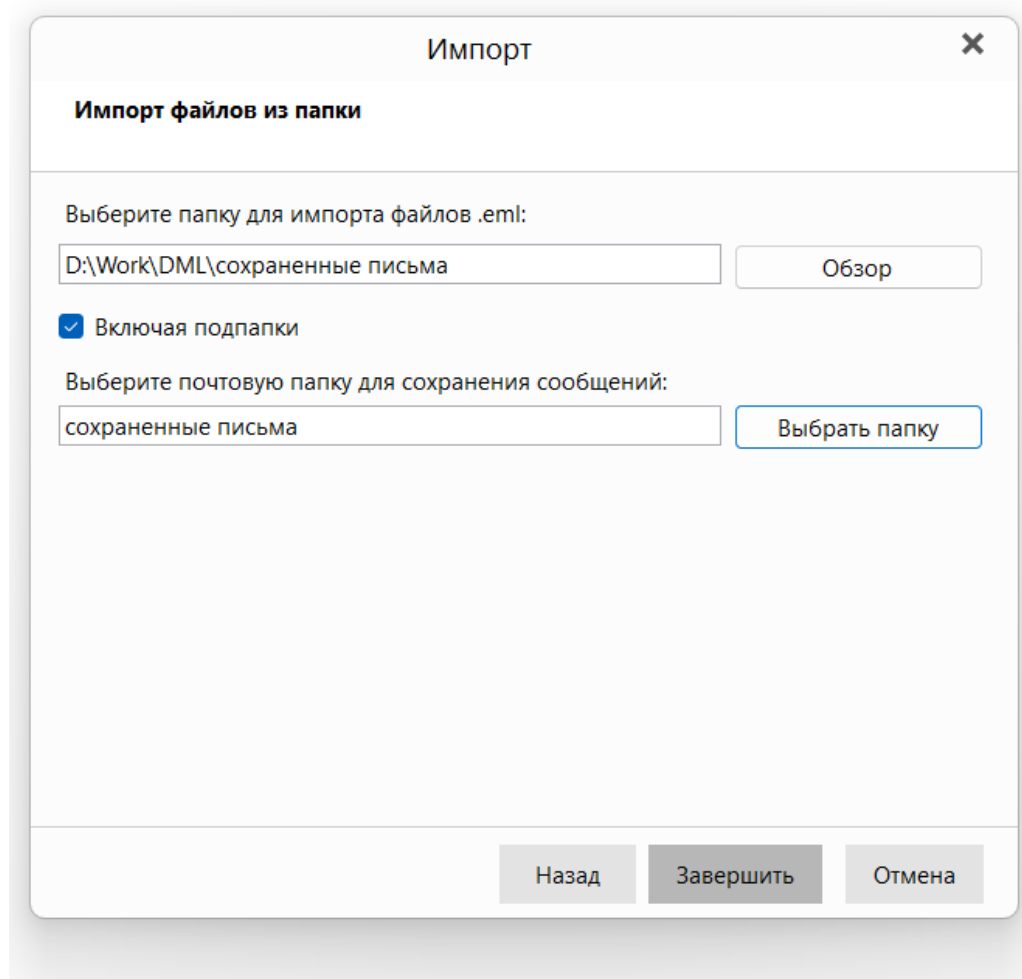 Импорт
Импорт файлов из папки
Выберите папку для импорта файлов .eml:
D:\Work\DML\сохраненные письма
Обзор
Включая подпапки
Выберите почтовую папку для сохранения сообщений:
сохраненные письма
Выбрать папку
Назад
Завершить
Отмена